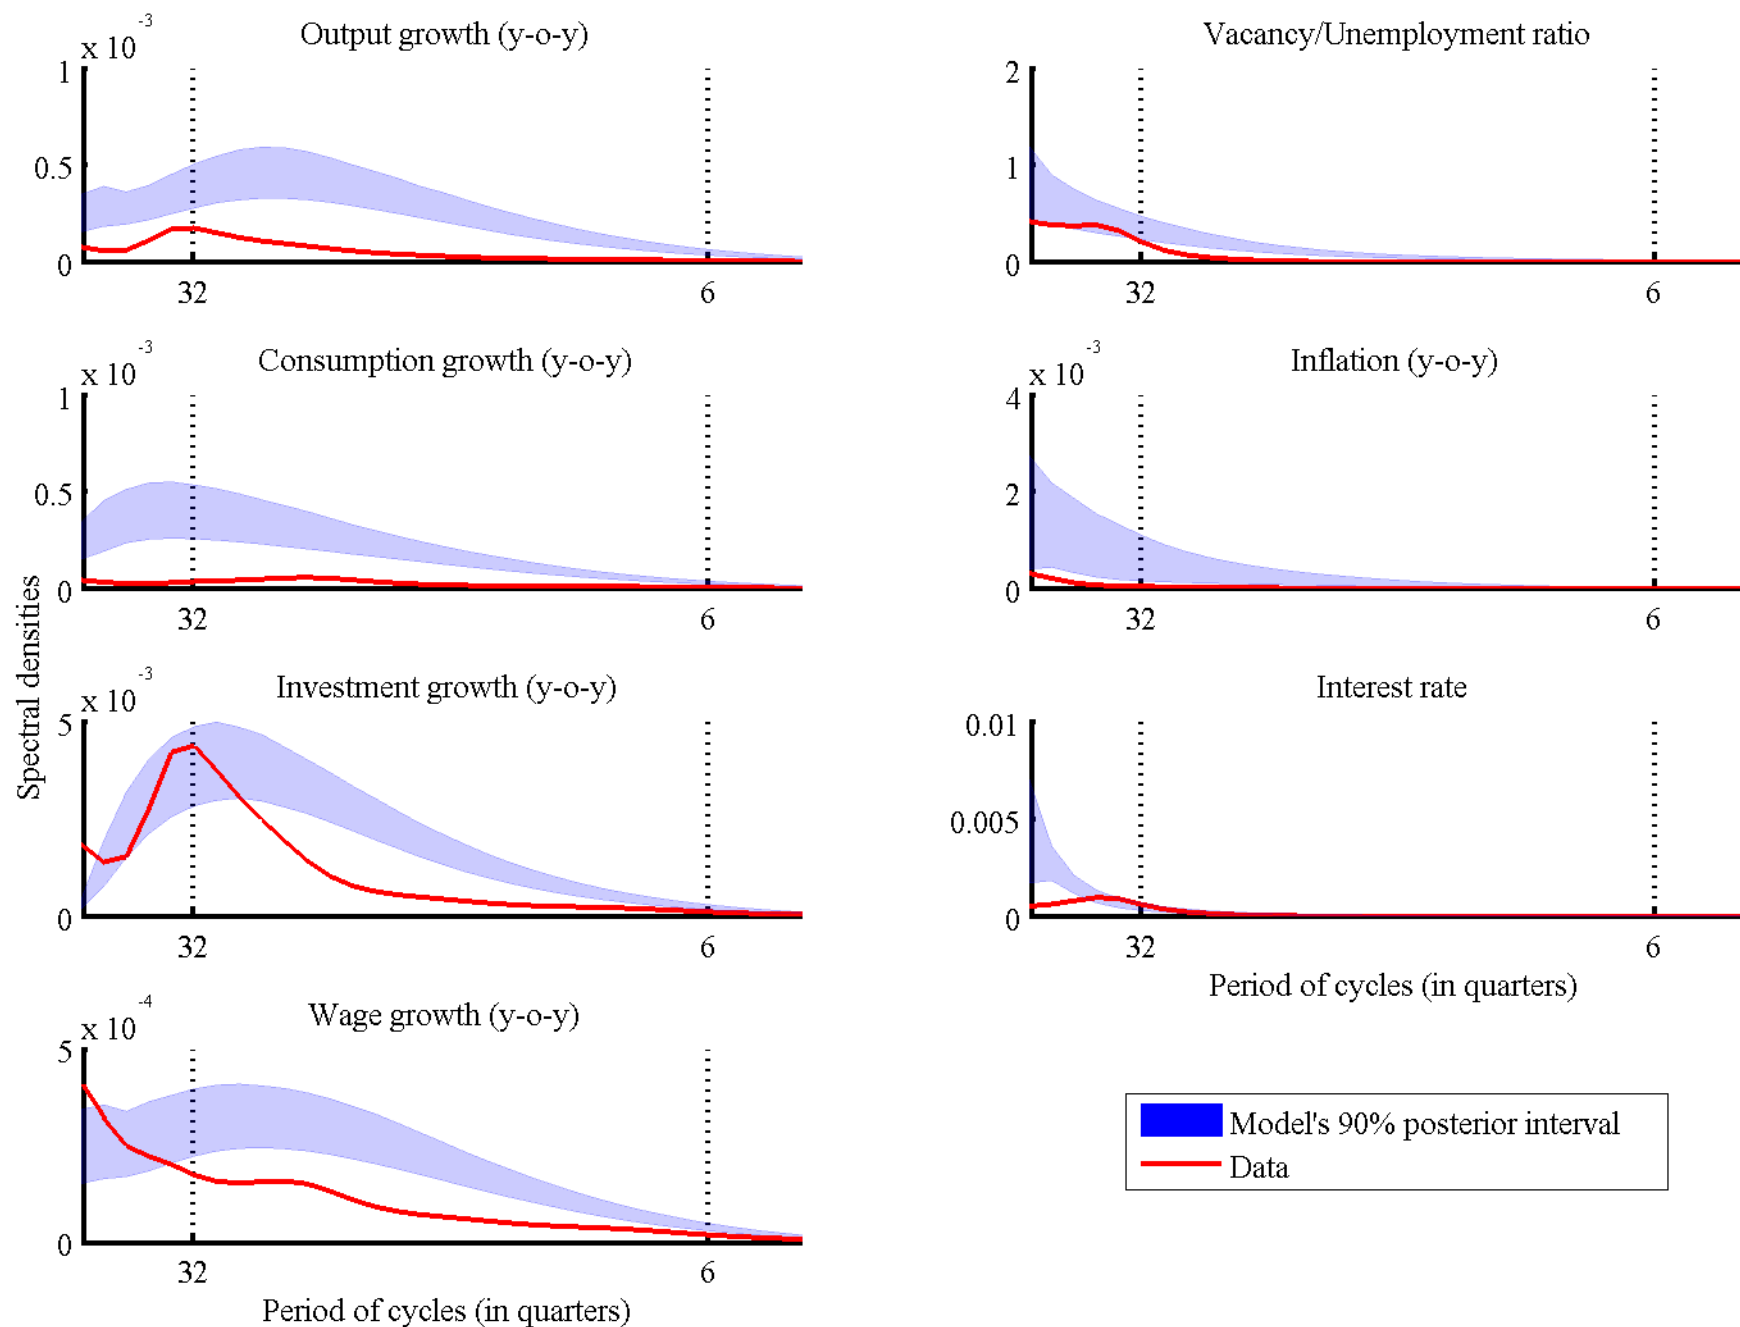 Output growth (y-o-y)
x 10-3
1
0.5
0
32
6
Vacancy/Unemployment ratio
2
1
0
32
6
Consumption growth (y-o-y)
x 10-3
1
0.5
0
32
6
Inflation (y-o-y)
x 10-3
4
2
0
32
6
Spectral densities
Investment growth (y-o-y)
x 10-3
5
0
32
6
Interest rate
0.01
0.005
0
32
6
Period of cycles (in quarters)
Wage growth (y-o-y)
x 10-4
5
0
32
6
Period of cycles (in quarters)
Model's 90% posterior interval
Data